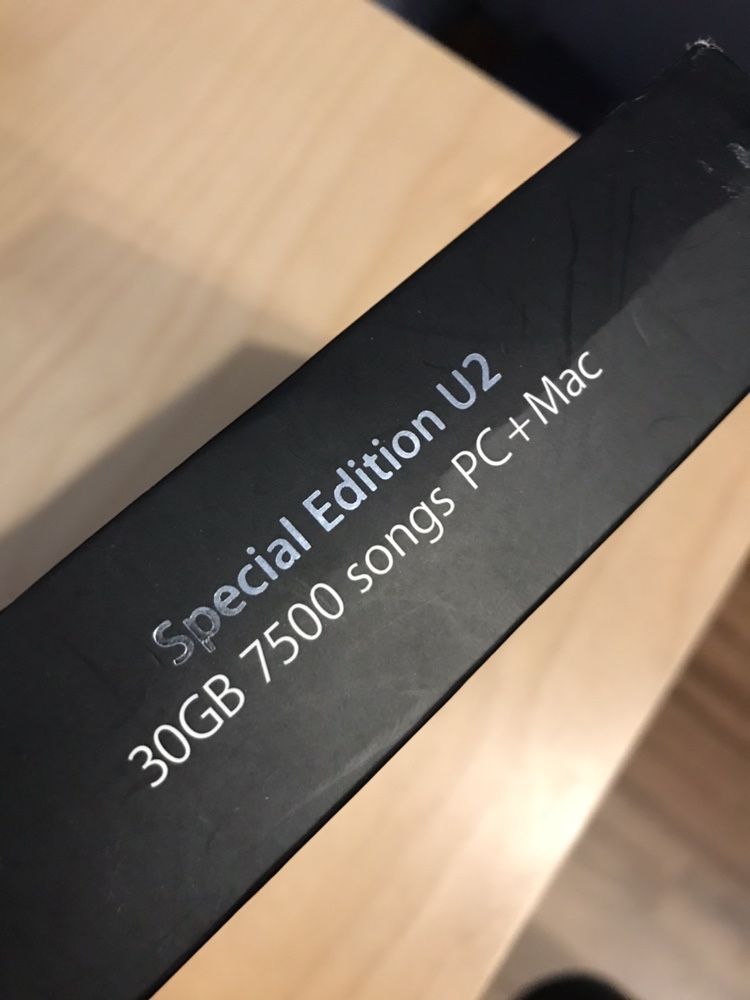 Special Edition U2
30GB 7500 songs PC+Mac